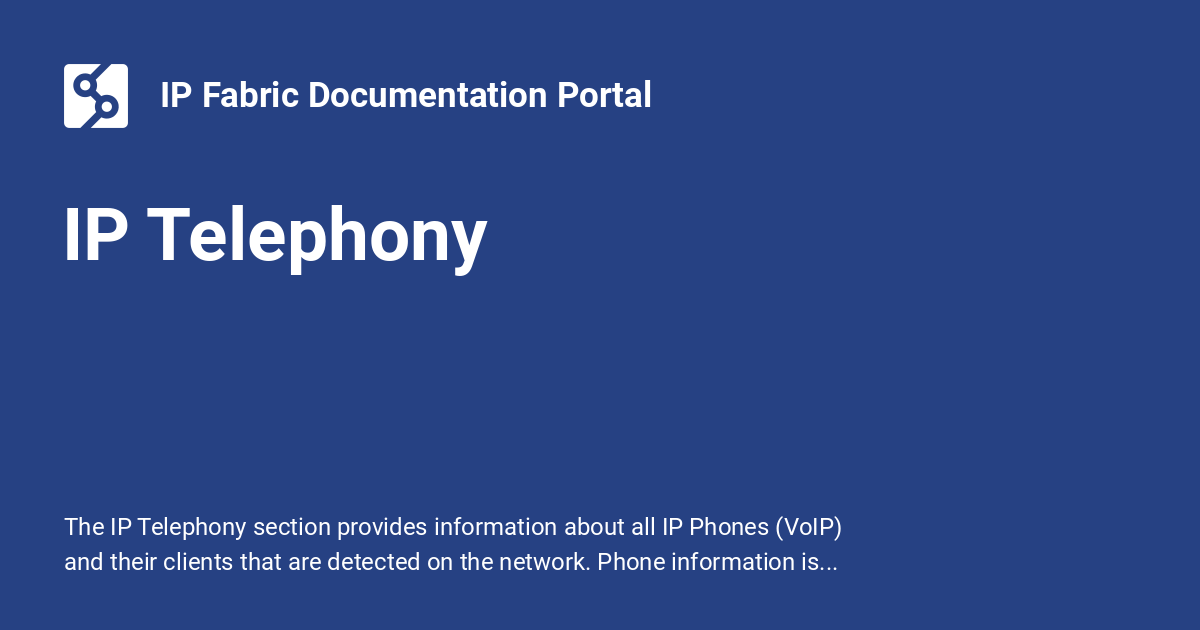 IP Fabric Documentation Portal
IP Telephony
The IP Telephony section provides information about all IP Phones (VoIP)
and their clients that are detected on the network. Phone information is...